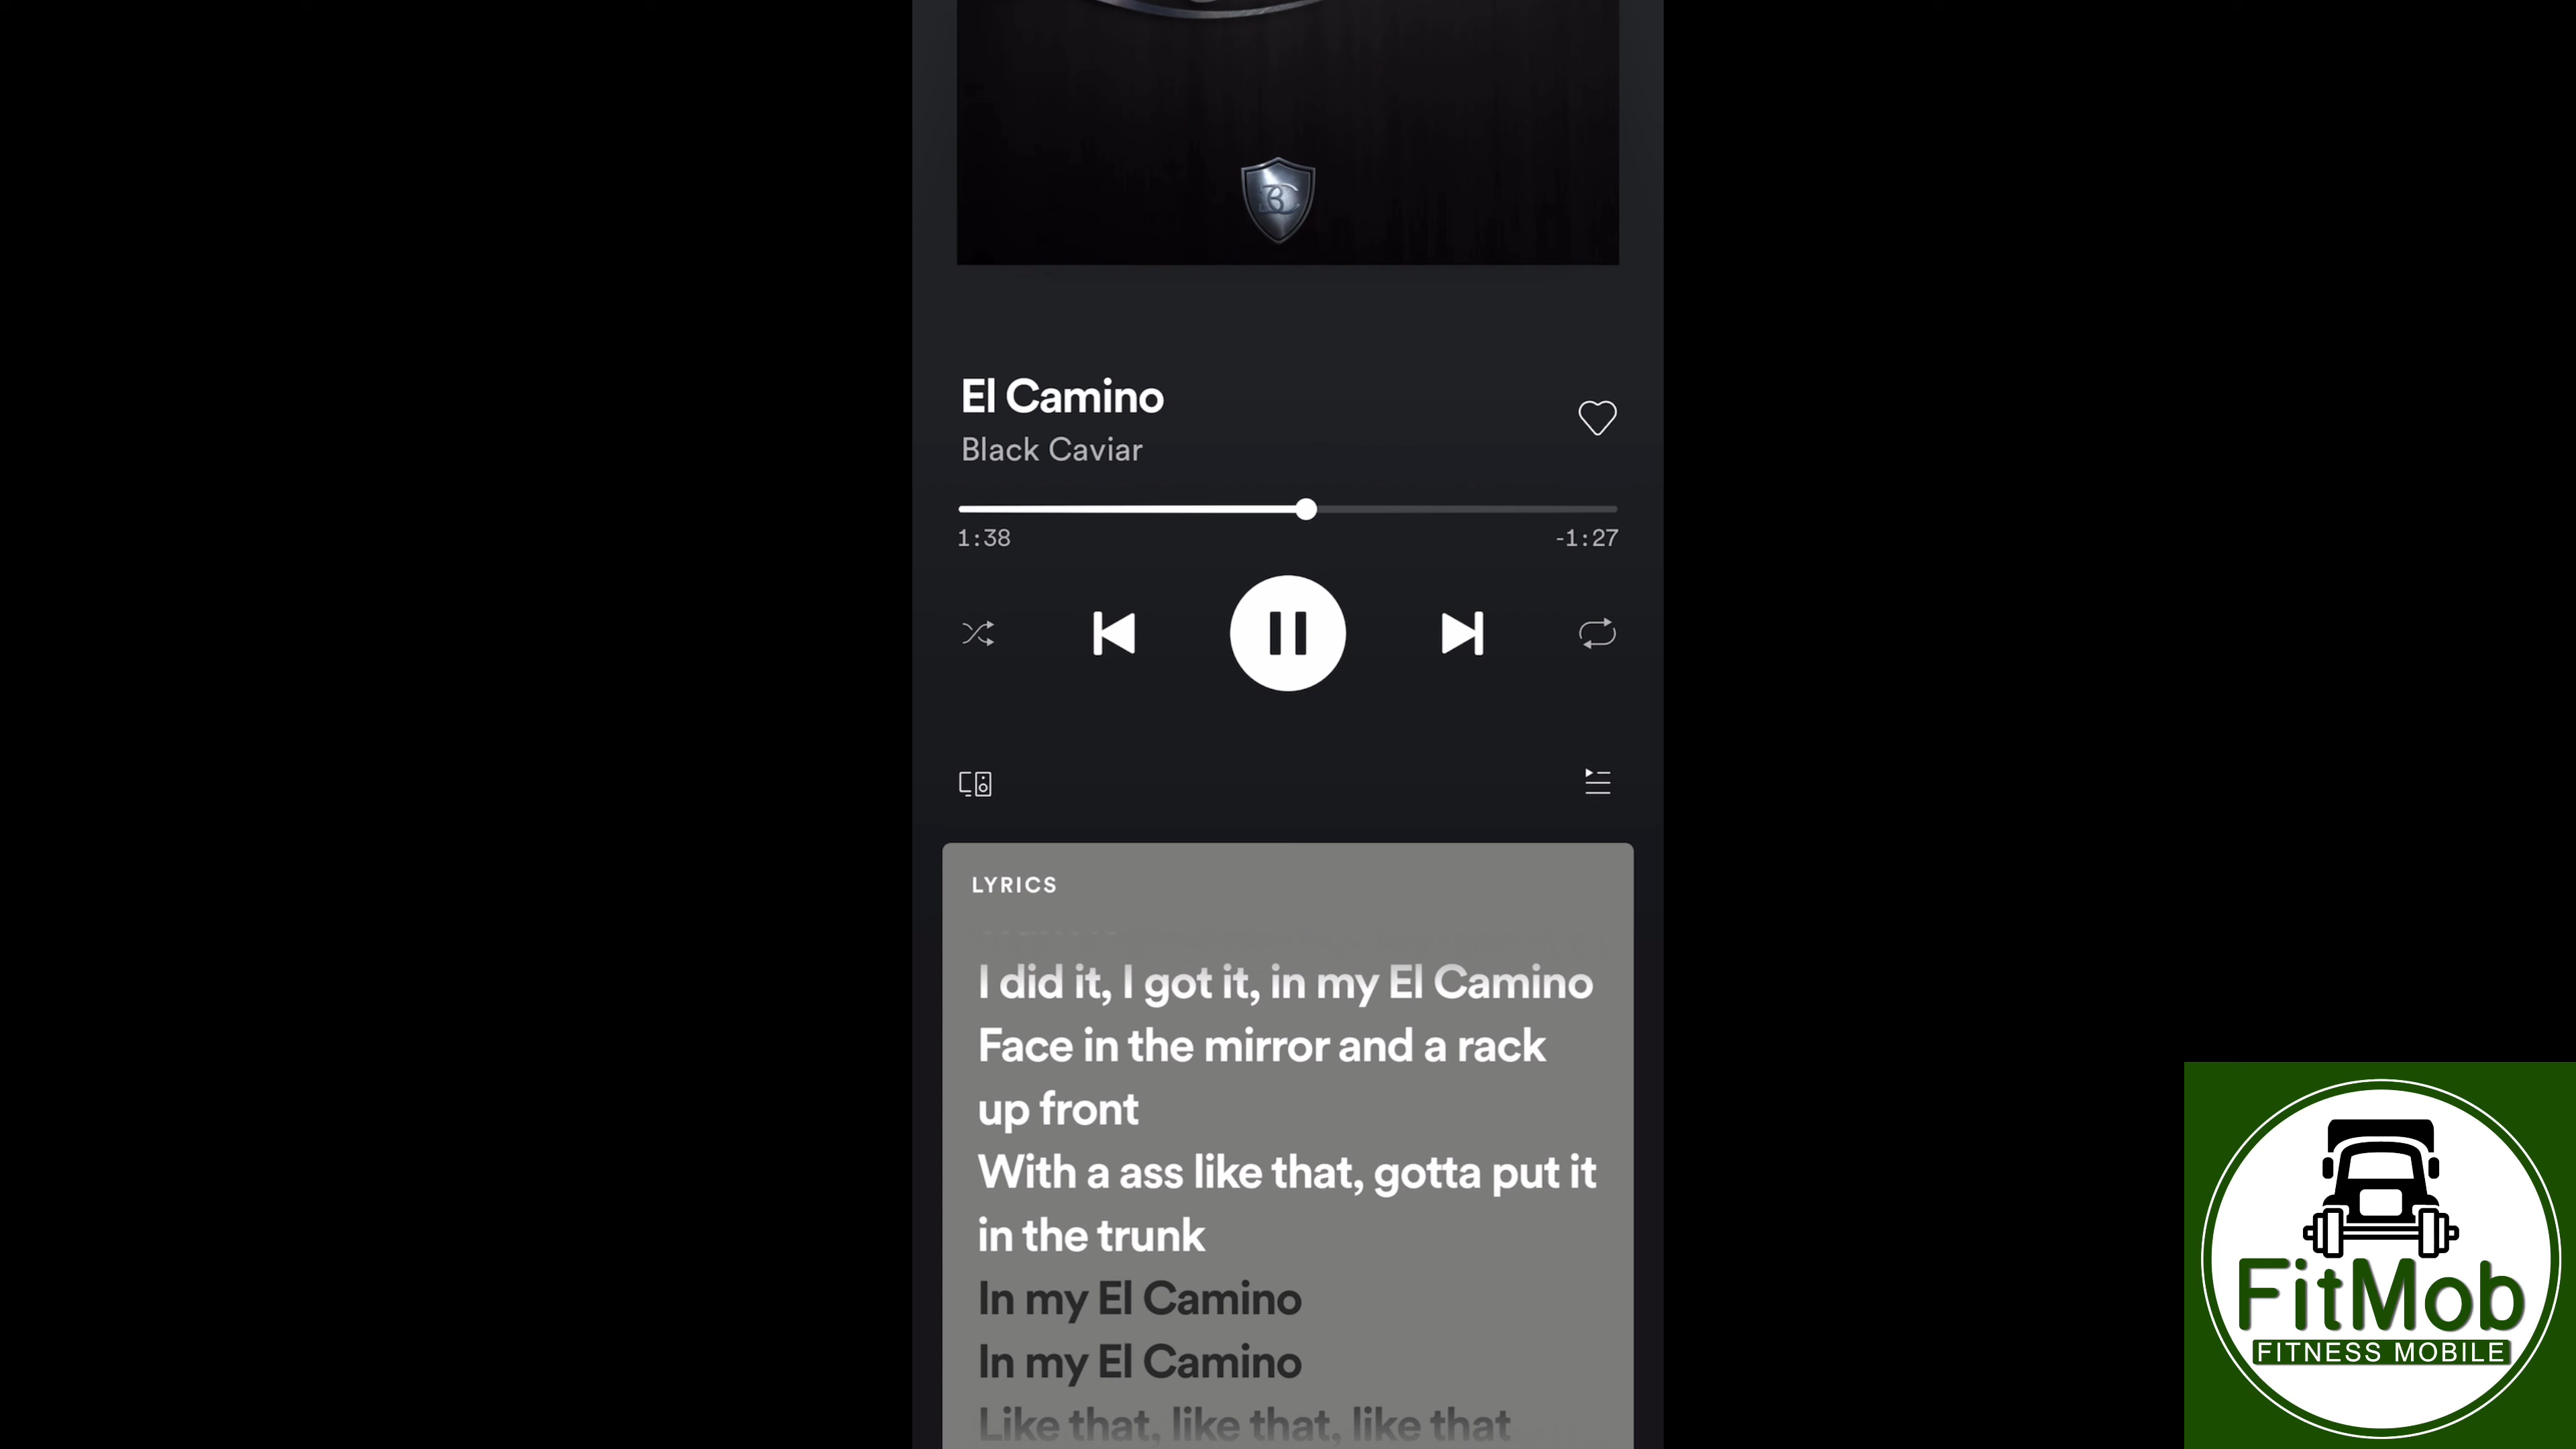 BC
El Camino
Black Caviar
1:38
-1:27
LYRICS
I did it, I got it, in my El Camino
Face in the mirror and a rack
up front
With a ass like that, gotta put it
in the trunk
In my El Camino
In my El Camino
Like that, like that, like that
FitMob
FITNESS MOBILE